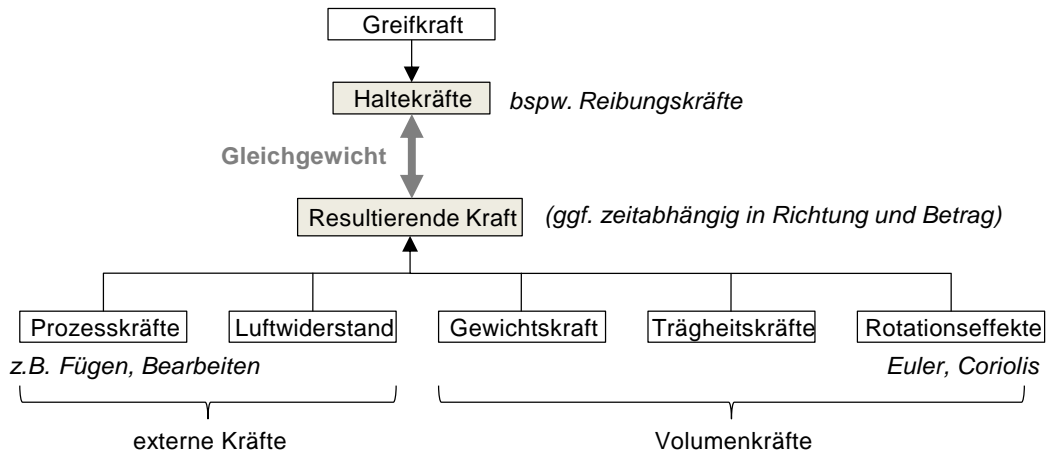 Greifkraft
Haltekräfte
bspw. Reibungskräfte
Gleichgewicht
Resultierende Kraft
(ggf. zeitabhängig in Richtung und Betrag)
Prozesskräfte
Luftwiderstand
Gewichtskraft
Trägheitskräfte
Rotationseffekte
z.B. Fügen, Bearbeiten
Euler, Coriolis
externe Kräfte
Volumenkräfte